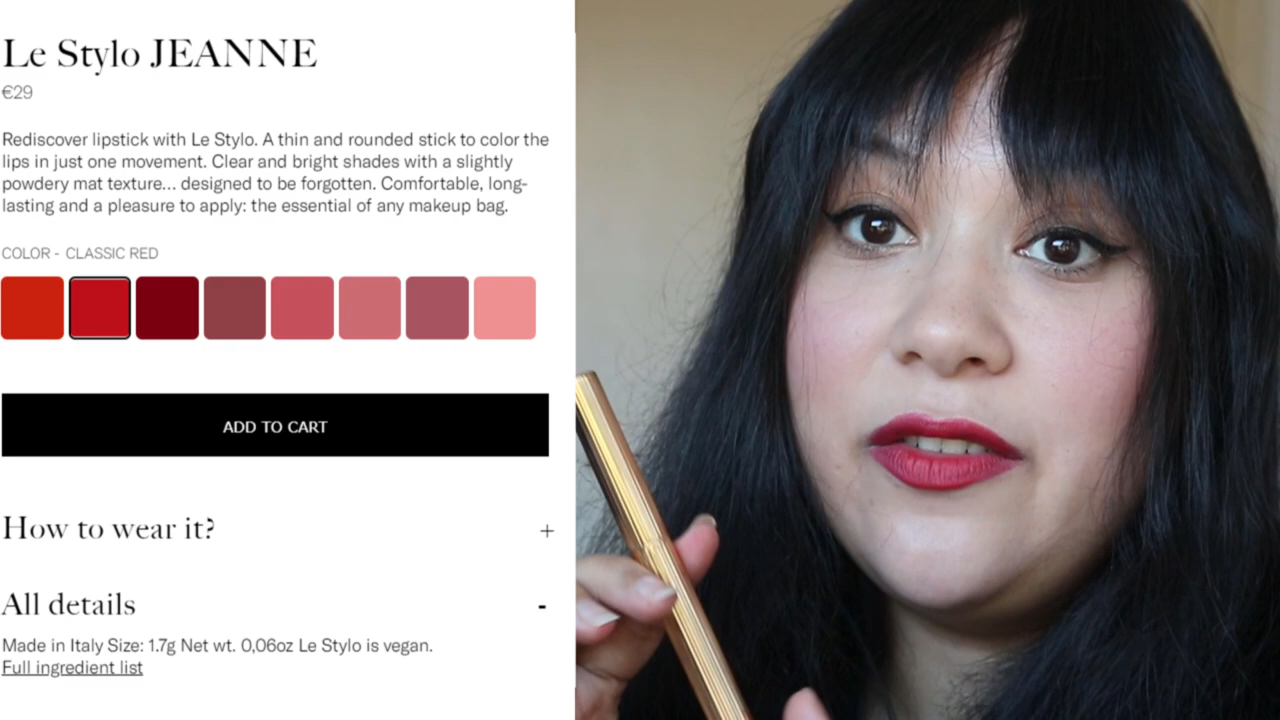 Le Stylo JEANNE
€29
Rediscover lipstick with Le Stylo. A thin and rounded stick to color the
lips in just one movement. Clear and bright shades with a slightly
powdery mat texture... designed to be forgotten. Comfortable, long-
lasting and a pleasure to apply: the essential of any makeup bag.
COLOR - CLASSIC RED
ADD TO CART
How to wear it?
+
All details
-
Made in Italy Size: 1.7g Net wt. 0,06oz Le Stylo is vegan.
Full ingredient list